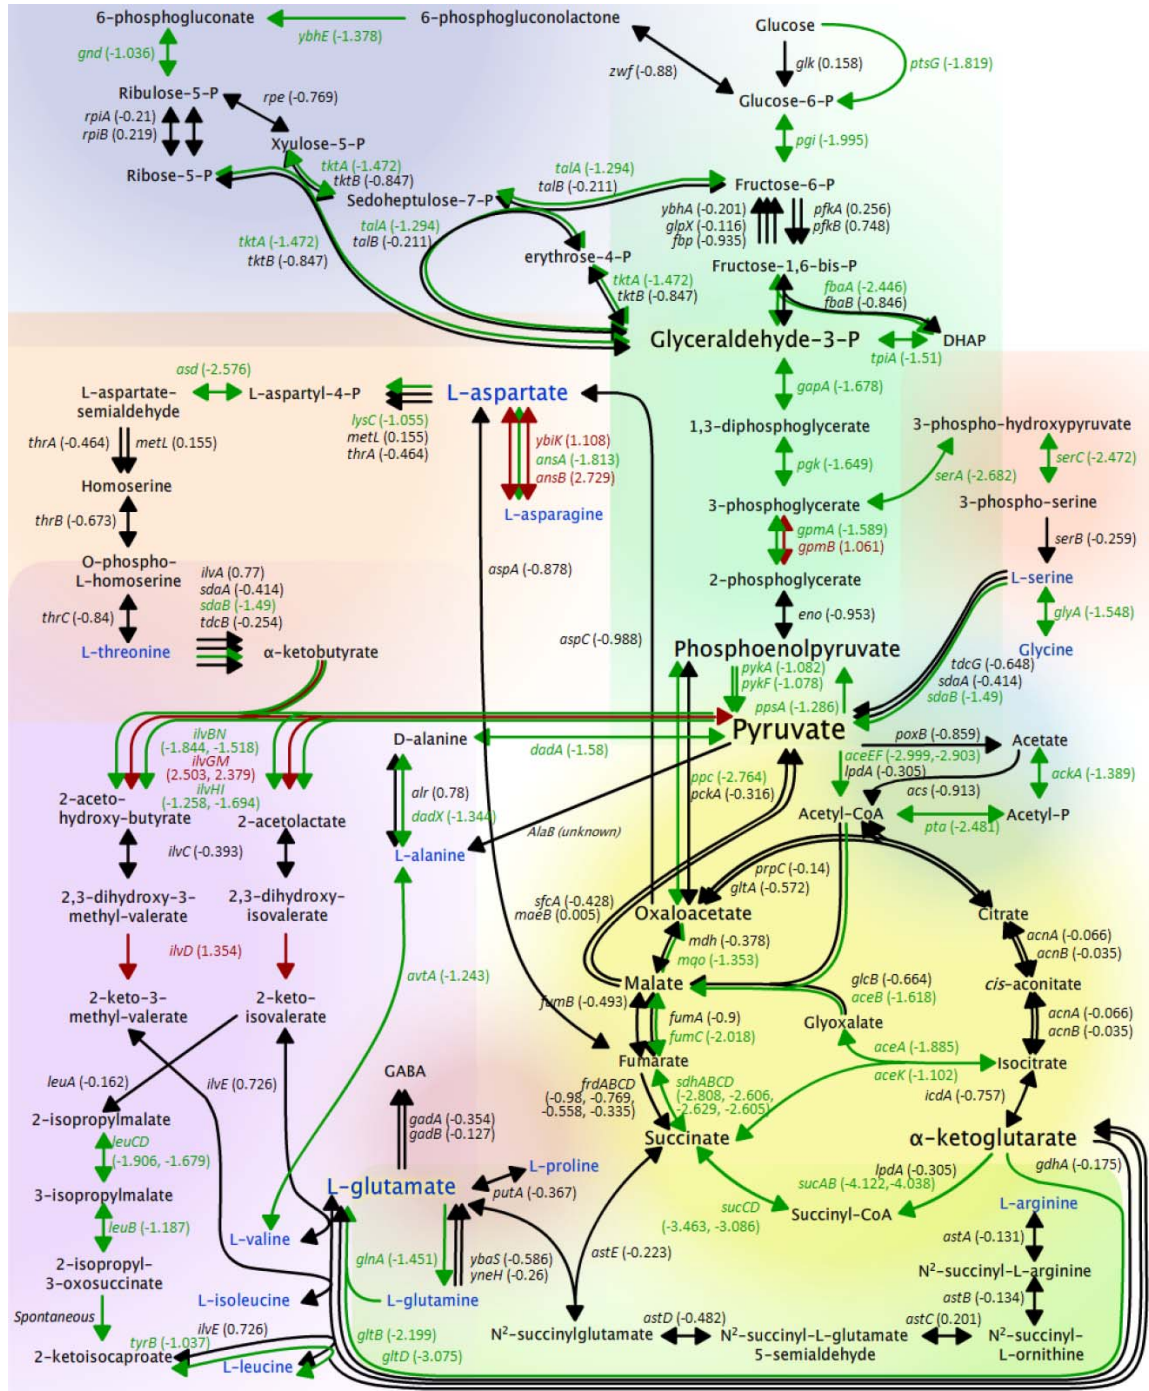 6-phosphogluconate
6-phosphogluconolactone
Glucose
ybhE (-1.378)
gnd (-1.036)
zwf (-0.88)
glk (0.158)
ptsG (-1.819)
Ribulose-5-P
rpe (-0.769)
Glucose-6-P
rpiA (-0.21)
rpiB (0.219)
Xyulose-5-P
pgi (-1.995)
Ribose-5-P
tktA (-1.472)
tktB (-0.847)
talA (-1.294)
talB (-0.211)
Fructose-6-P
Sedoheptulose-7-P
ybhA (-0.201)
glpX (-0.116)
fbp (-0.935)
pfkA (0.256)
pfkB (0.748)
talA (-1.294)
talB (-0.211)
tktA (-1.472)
tktB (-0.847)
erythrose-4-P
Fructose-1,6-bis-P
tktA (-1.472)
tktB (-0.847)
fbaA (-2.446)
fbaB (-0.846)
Glyceraldehyde-3-P
DHAP
tpiA (-1.51)
asd (-2.576)
L-aspartate-
semialdehyde
L-aspartyl-4-P
L-aspartate
gapA (-1.678)
lysC (-1.055)
metL (0.155)
thrA (-0.464)
thrA (-0.464)
metL (0.155)
ybiK (1.108)
ansA (-1.813)
ansB (2.729)
1,3-diphosphoglycerate
3-phospho-hydroxypyruvate
pgk (-1.649)
serA (-2.682)
serC (-2.472)
Homoserine
L-asparagine
3-phosphoglycerate
3-phospho-serine
thrB (-0.673)
gpmA (-1.589)
gpmB (1.061)
serB (-0.259)
O-phospho-
L-homoserine
ilvA (0.77)
sdaA (-0.414)
sdaB (-1.49)
tdcB (-0.254)
aspA (-0.878)
2-phosphoglycerate
L-serine
thrC (-0.84)
eno (-0.953)
glyA (-1.548)
aspC (-0.988)
L-threonine
α-ketobutyrate
Phosphoenolpyruvate
Glycine
pykA (-1.082)
pykF (-1.078)
ppsA (-1.286)
tdcG (-0.648)
sdaA (-0.414)
sdaB (-1.49)
Pyruvate
ilvBN
(-1.844, -1.518)
ilvGM
(2.503, 2.379)
ilvHI
(-1.258, -1.694)
D-alanine
dadA (-1.58)
poxB (-0.859)
Acetate
aceEF (-2.999, -2.903)
lpdA (-0.305)
acs (-0.913)
ackA (-1.389)
ppc (-2.764)
pckA (-0.316)
alr (0.78)
dadX (-1.344)
2-aceto-
hydroxy-butyrate
2-acetolactate
Acetyl-CoA
pta (-2.481)
Acetyl-P
AlaB (unknown)
ilvC (-0.393)
L-alanine
prpC (-0.14)
gltA (-0.572)
2,3-dihydroxy-3-
methyl-valerate
2,3-dihydroxy-
isovalerate
sfcA (-0.428)
maeB (0.005)
Oxaloacetate
Citrate
ilvD (1.354)
mdh (-0.378)
mqo (-1.353)
acnA (-0.066)
acnB (-0.035)
avtA (-1.243)
Malate
glcB (-0.664)
aceB (-1.618)
cis-aconitate
2-keto-3-
methyl-valerate
2-keto-
isovalerate
fumB (-0.493)
fumA (-0.9)
fumC (-2.018)
Glyoxalate
acnA (-0.066)
acnB (-0.035)
Fumarate
aceA (-1.885)
aceK (-1.102)
Isocitrate
leuA (-0.162)
ilvE (0.726)
GABA
frdABCD
(-0.98, -0.769,
-0.558, -0.335)
sdhABCD
(-2.808, -2.606,
-2.629, -2.605)
icdA (-0.757)
2-isopropylmalate
gadA (-0.354)
gadB (-0.127)
Succinate
α-ketoglutarate
leuCD
(-1.906, -1.679)
L-proline
putA (-0.367)
lpdA (-0.305)
sucAB (-4.122,-4.038)
gdhA (-0.175)
3-isopropylmalate
L-glutamate
sucCD
(-3.463, -3.086)
Succinyl-CoA
L-arginine
leuB (-1.187)
L-valine
glnA (-1.451)
ybaS (-0.586)
yneH (-0.26)
astE (-0.223)
astA (-0.131)
2-isopropyl-
3-oxosuccinate
N2-succinyl-L-arginine
L-isoleucine
L-glutamine
astB (-0.134)
Spontaneous
ilvE (0.726)
tyrB (-1.037)
gltB (-2.199)
gltD (-3.075)
N2-succinylglutamate
astD (-0.482)
N2-succinyl-L-glutamate
5-semialdehyde
astC (0.201)
N2-succinyl-
L-ornithine
2-ketoisocaproate
L-leucine